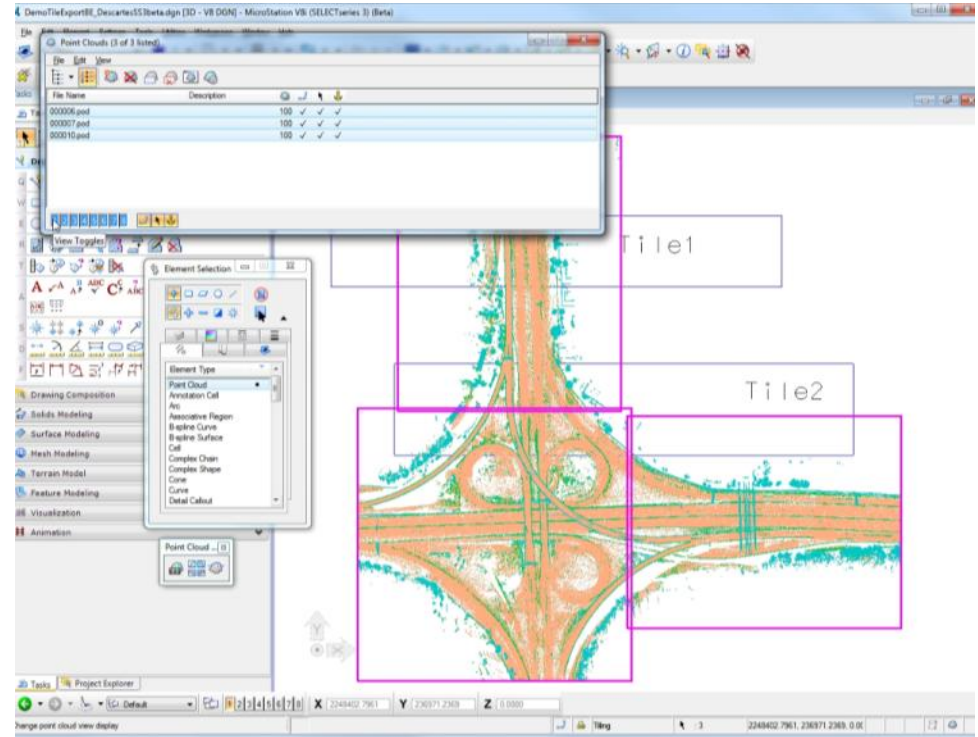 DemoTileExportBE_DescartesSS3beta.dgn [3D - V8 DGN] - MicroStation V8i (SELECTseries 3) (Beta)
Point Clouds (3 of 3 listed)
File Edit View
File Name Description
000006.pod 100
000007.pod 100
000010.pod 100
View Toggles
Element Selection
Element Type
Point Cloud
Annotation Cell
Arc
Associative Region
B-spline Curve
B-spline Surface
Cell
Complex Chain
Complex Shape
Cone
Curve
Detail Callout
Point Cloud ...
Drawing Composition
Solids Modeling
Surface Modeling
Mesh Modeling
Terrain Model
Feature Modeling
Visualization
Animation
Tile1
Tile2
Tasks Project Explorer
Default 1 2 3 4 5 6 7 8 X 2248402.7961 Y 236971.2369 Z 0.0000
Change point cloud view display Tiling : 3 2248402.7961, 236971.2369, 0.00